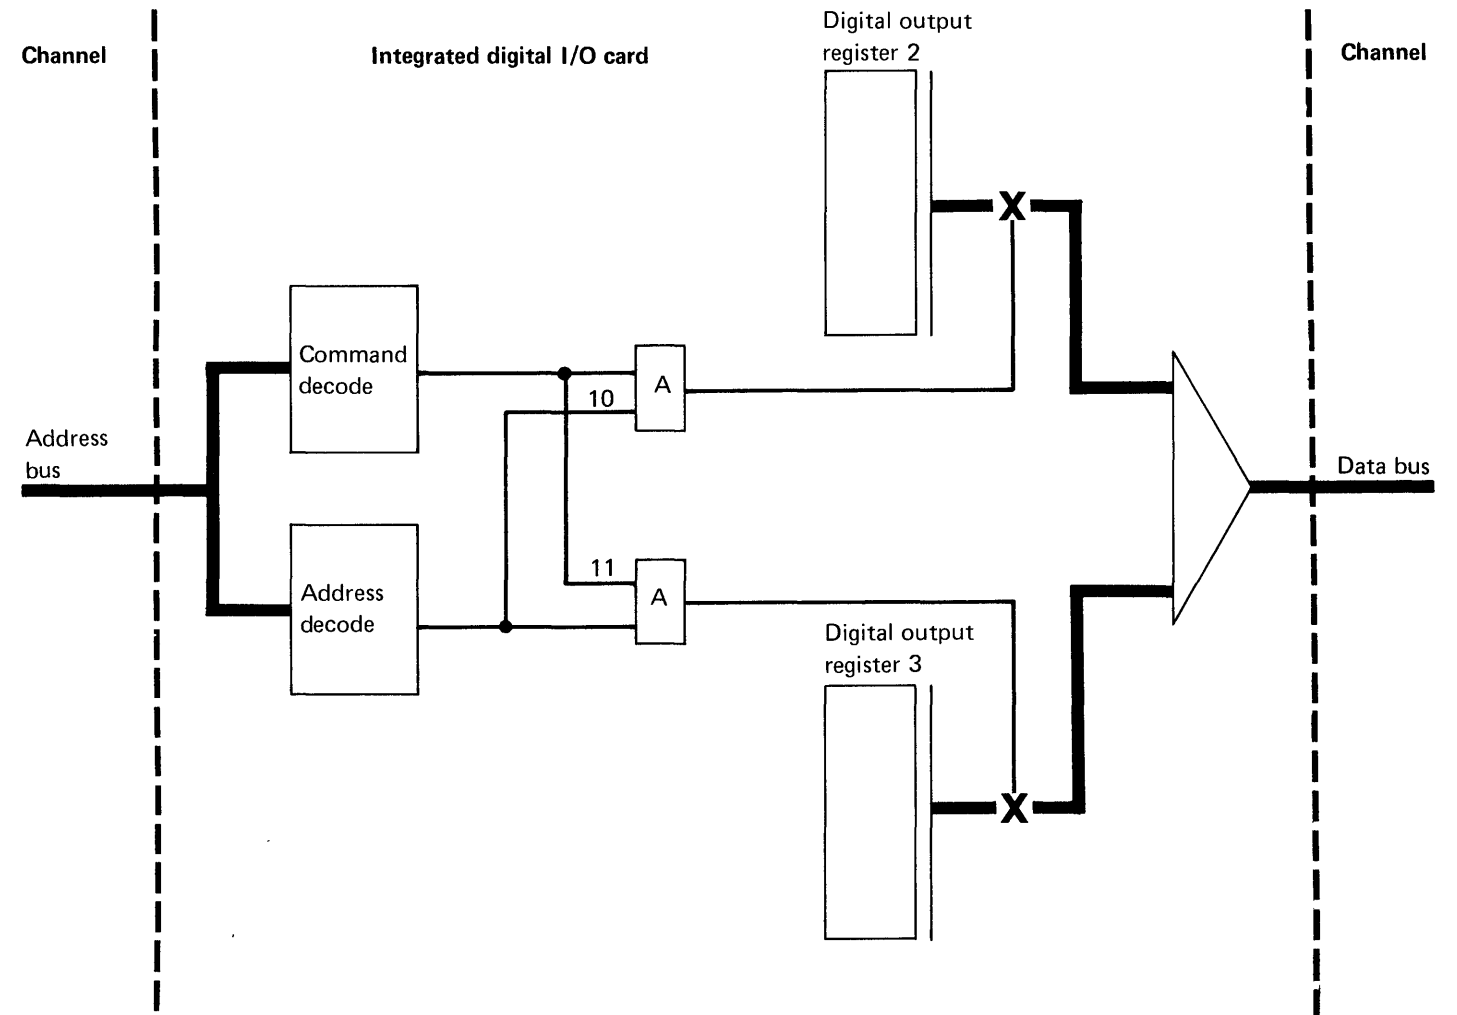 Channel
Integrated digital I/O card
Digital output
register 2
Channel
Command
decode
A
10
Address
bus
Data bus
11
A
Address
decode
Digital output
register 3
X
X